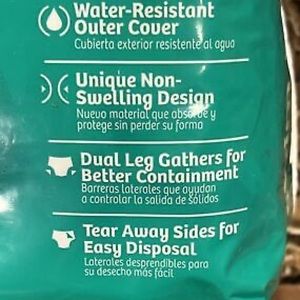 Water-Resistant
Outer Cover
Cubierta exterior resistente al agua
Unique Non-
Swelling Design
Nuevo material que absorbe y
protege sin perder su forma
Dual Leg Gathers for
Better Containment
Barreras laterales que ayudan
a controlar la salida de sólidos
Tear Away Sides for
Easy Disposal
Laterales desprendibles para
su desecho más fácil